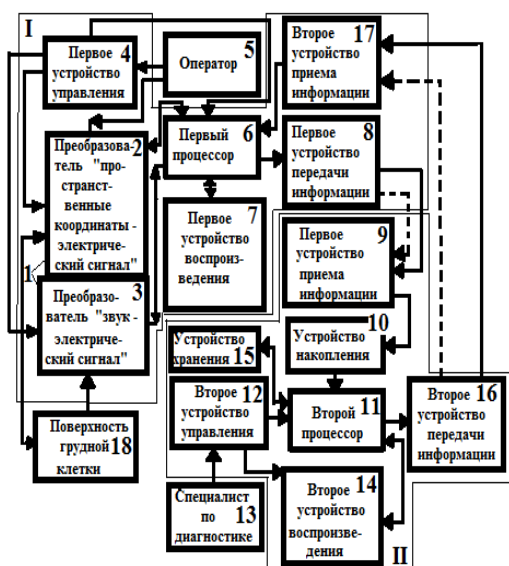 I
Первое 4
устройство
управления
5
Оператор
Второе 17
устройство
приема
информации
Преобразова-
тель "про- 2
странст-
венные
координаты -
электриче-
ский сигнал"
Первый 6
процессор
Первое 8
устройство
передачи
информации
Первое 7
устройство
воспроиз-
ведения
Первое 9
устройство
приема
информации
1
Преобразо- 3
ватель "звук -
электриче-
ский сигнал"
10
Устройство
накопления
Устройство
хранения 15
Второе 12
устройство
управления
Второй 11
процессор
Второе 16
устройство
передачи
информации
Поверхность
грудной 18
клетки
Специалист
по 13
диагностике
Второе 14
устройство
воспроизве-
дения
II